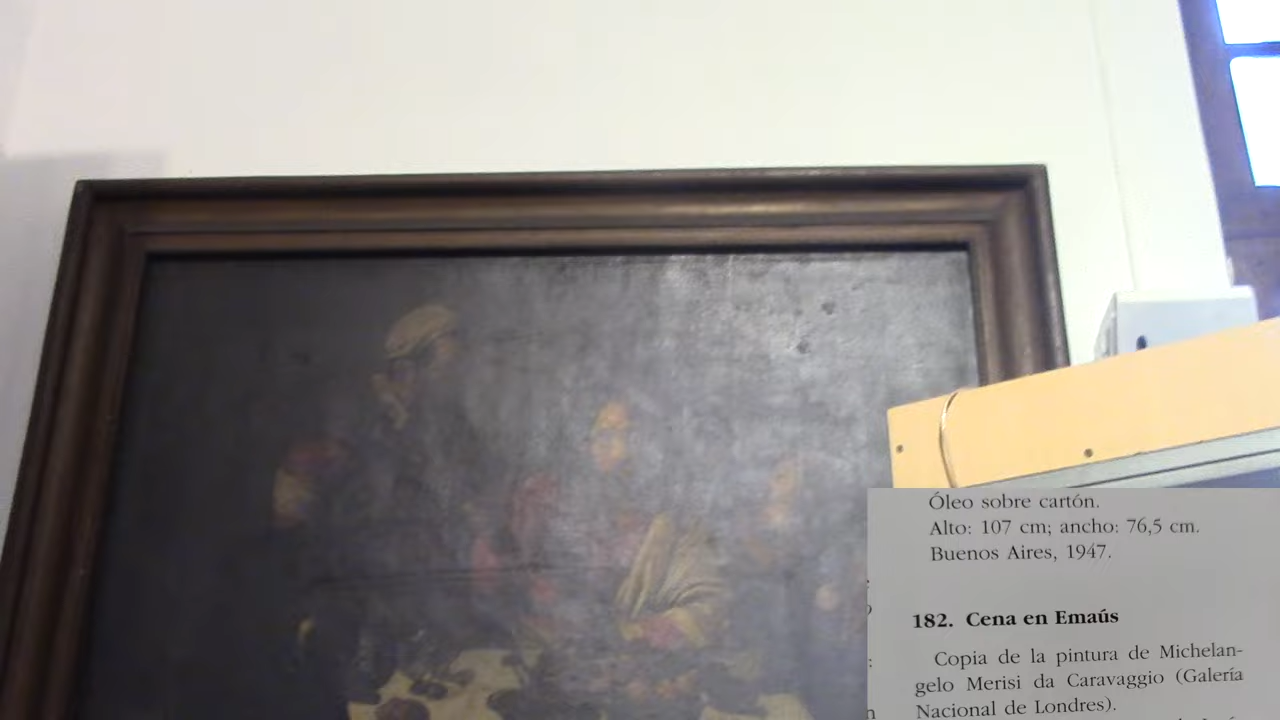 Óleo sobre cartón.
Alto: 107 cm; ancho: 76,5 cm.
Buenos Aires, 1947.
182. Cena en Emaús
Copia de la pintura de Michelan-
gelo Merisi da Caravaggio (Galería
Nacional de Londres).